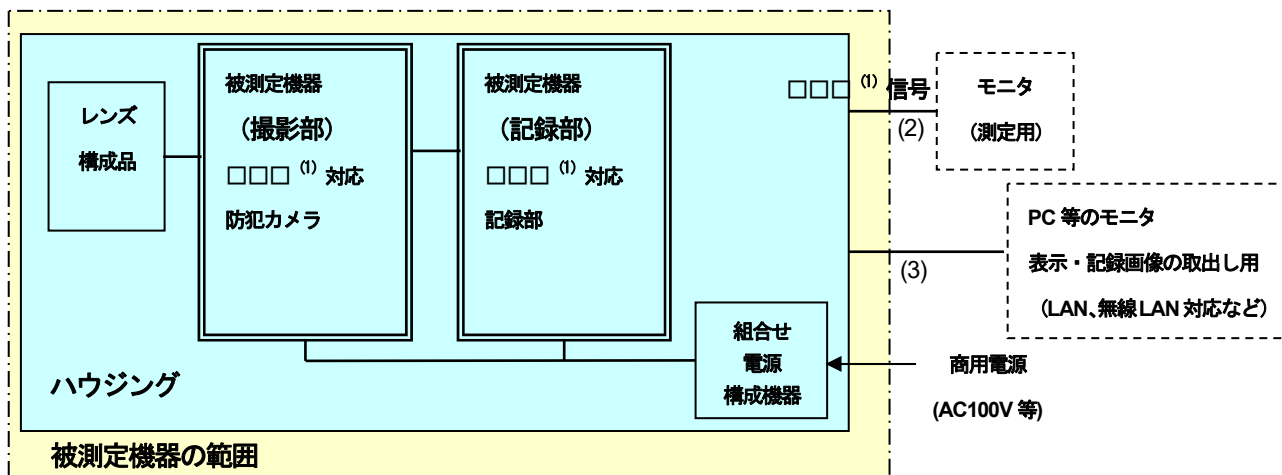 レンズ
構成品
被測定機器
（撮影部）
□□□ (1) 対応
防犯カメラ
被測定機器
（記録部）
□□□ (1) 対応
記録部
□□□ (1) 信号
(2)
モニタ
（測定用）
(3)
PC 等のモニタ
表示・記録画像の取出し用
（LAN、無線 LAN 対応など）
組合せ
電源
構成機器
商用電源
(AC100V 等)
ハウジング
被測定機器の範囲